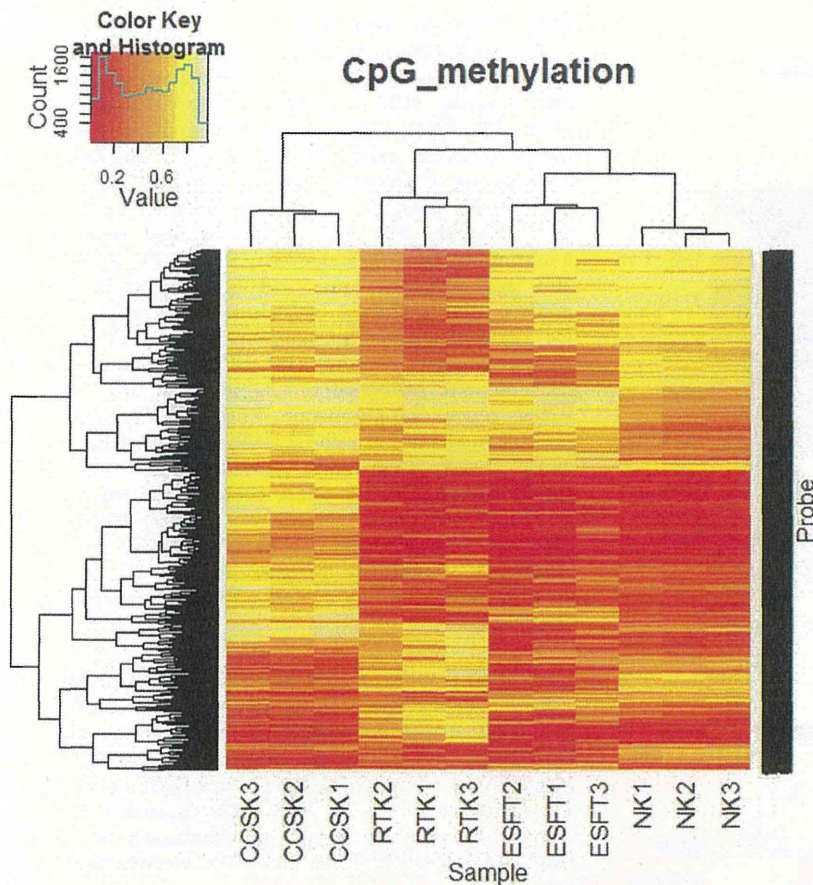 Color Key
and Histogram
Count
400 1600
0.2 0.6
Value
CpG_methylation
Probe
CCSK3 CCSK2 CCSK1 RTK2 RTK1 RTK3 ESFT2 ESFT1 ESFT3 NK1 NK2 NK3
Sample